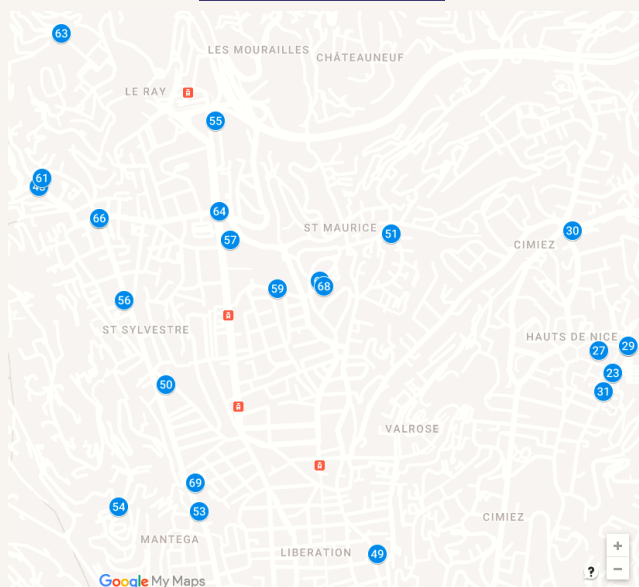 63
LES MOURAILLES
CHÂTEAUNEUF
LE RAY
55
61
66
64
57
ST MAURICE
51
30
CIMIEZ
59
68
56
ST SYLVESTRE
HAUTS DE NICE
29
27
23
50
31
VALROSE
69
54
53
CIMIEZ
MANTEGA
LIBERATION
49
+
?
−
Google My Maps